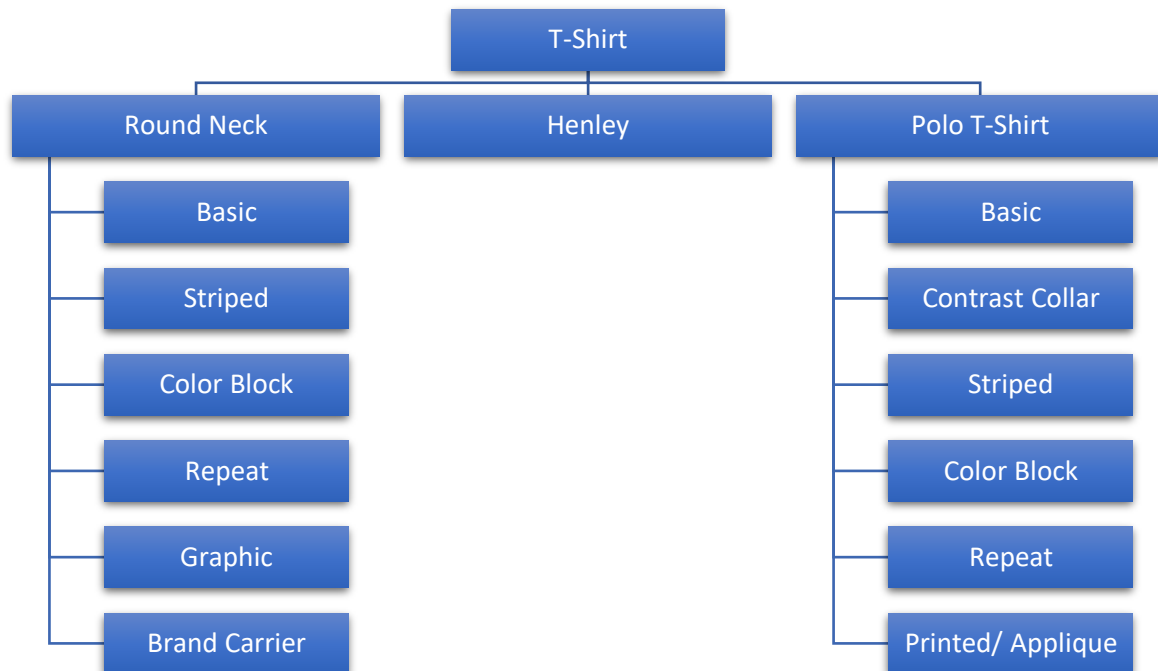 T-Shirt
Round Neck
Henley
Polo T-Shirt
Basic
Striped
Color Block
Repeat
Graphic
Brand Carrier
Basic
Contrast Collar
Striped
Color Block
Repeat
Printed/ Applique